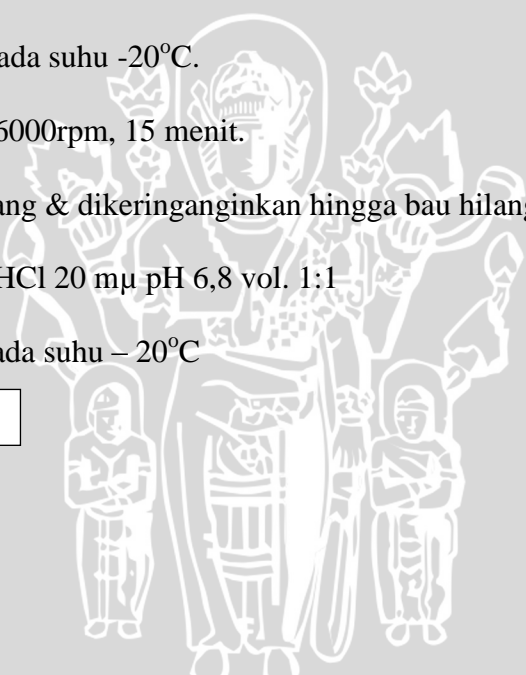 ada suhu -20°C.
6000rpm, 15 menit.
ang & dikeringanginkan hingga bau hilang
HCl 20 mμ pH 6,8 vol. 1:1
ada suhu – 20°C